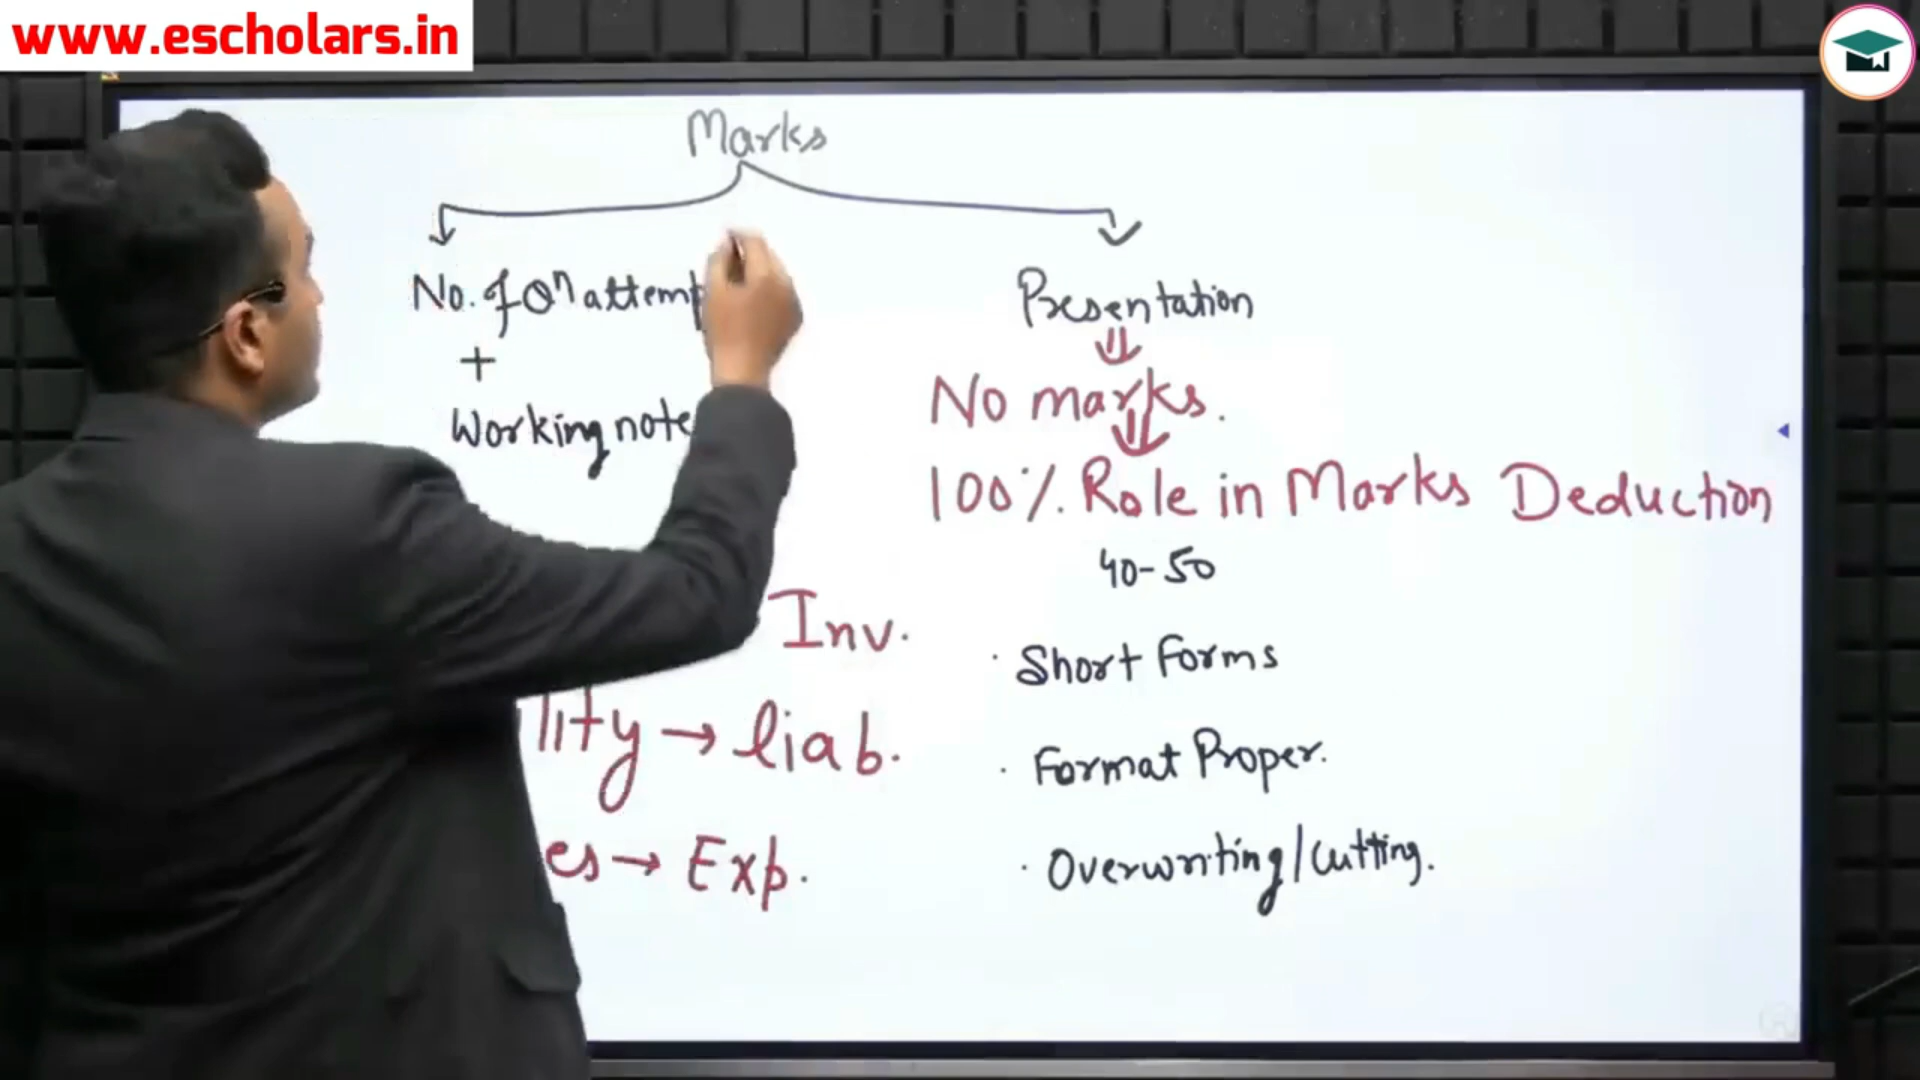 www.escholars.in
Marks
No. of Qn attemp
+
Working note
Presentation
No marks.
100% Role in Marks Deduction
40-50
Inv.
lity → liab.
es → Exp.
· Short Forms
· Format Proper.
· Overwriting/Cutting.